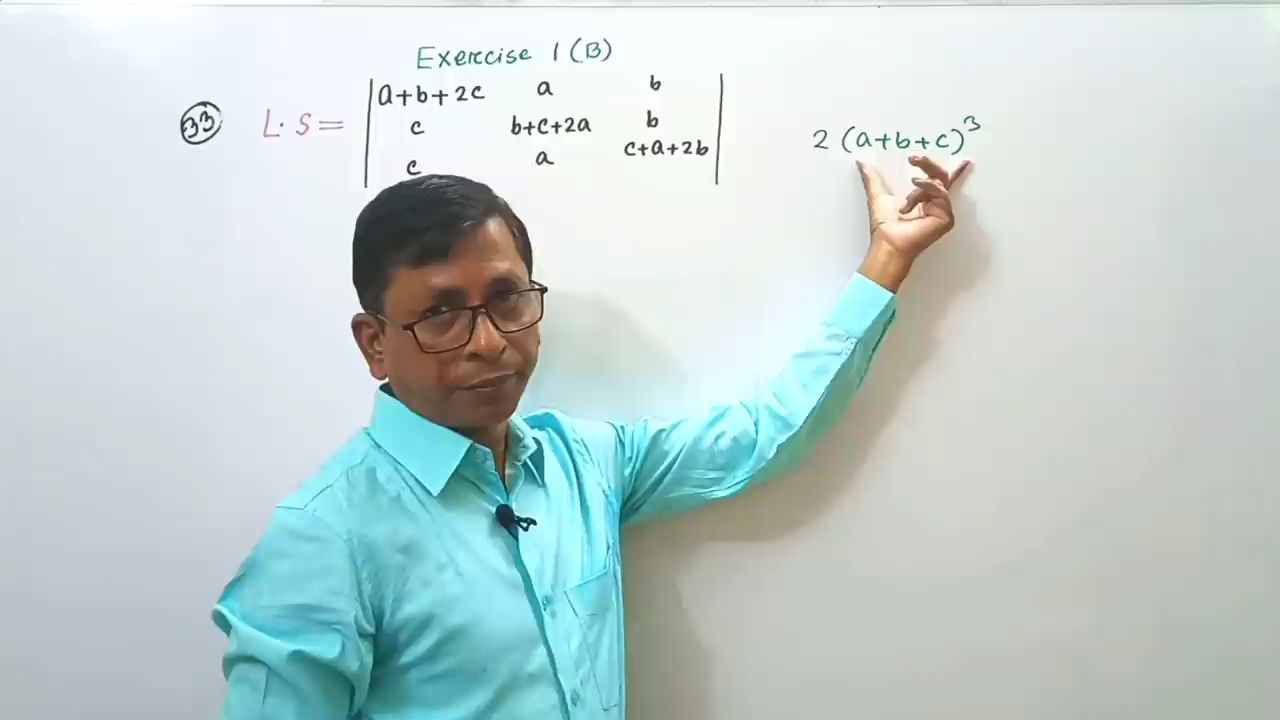 Exercise 1 (B)
33 L.S = | a+b+2c a b |
| c b+c+2a b |
| c a c+a+2b |
2 (a+b+c)³